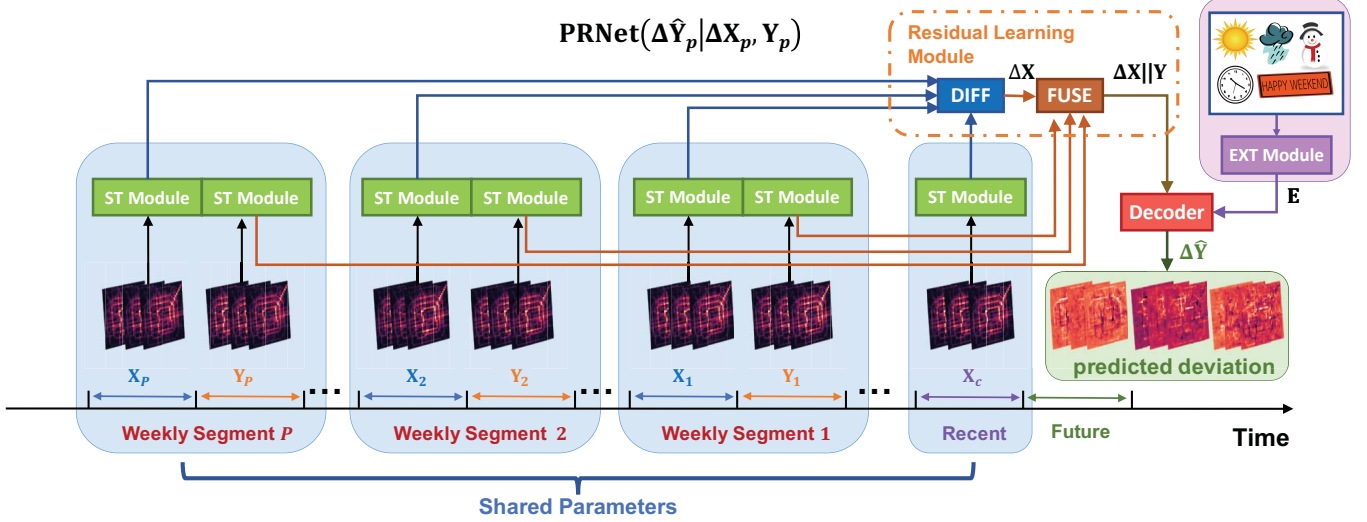 PRNet(ΔŶ_p|ΔX_p, Y_p)
Residual Learning
Module
ΔX
ΔX||Y
DIFF
FUSE
HAPPY WEEKEND
EXT Module
E
ST Module
ST Module
ST Module
ST Module
ST Module
ST Module
ST Module
Decoder
ΔŶ
predicted deviation
X_P
Y_P
...
X_2
Y_2
...
X_1
Y_1
...
X_c
Weekly Segment P
Weekly Segment 2
Weekly Segment 1
Recent
Future
Time
Shared Parameters